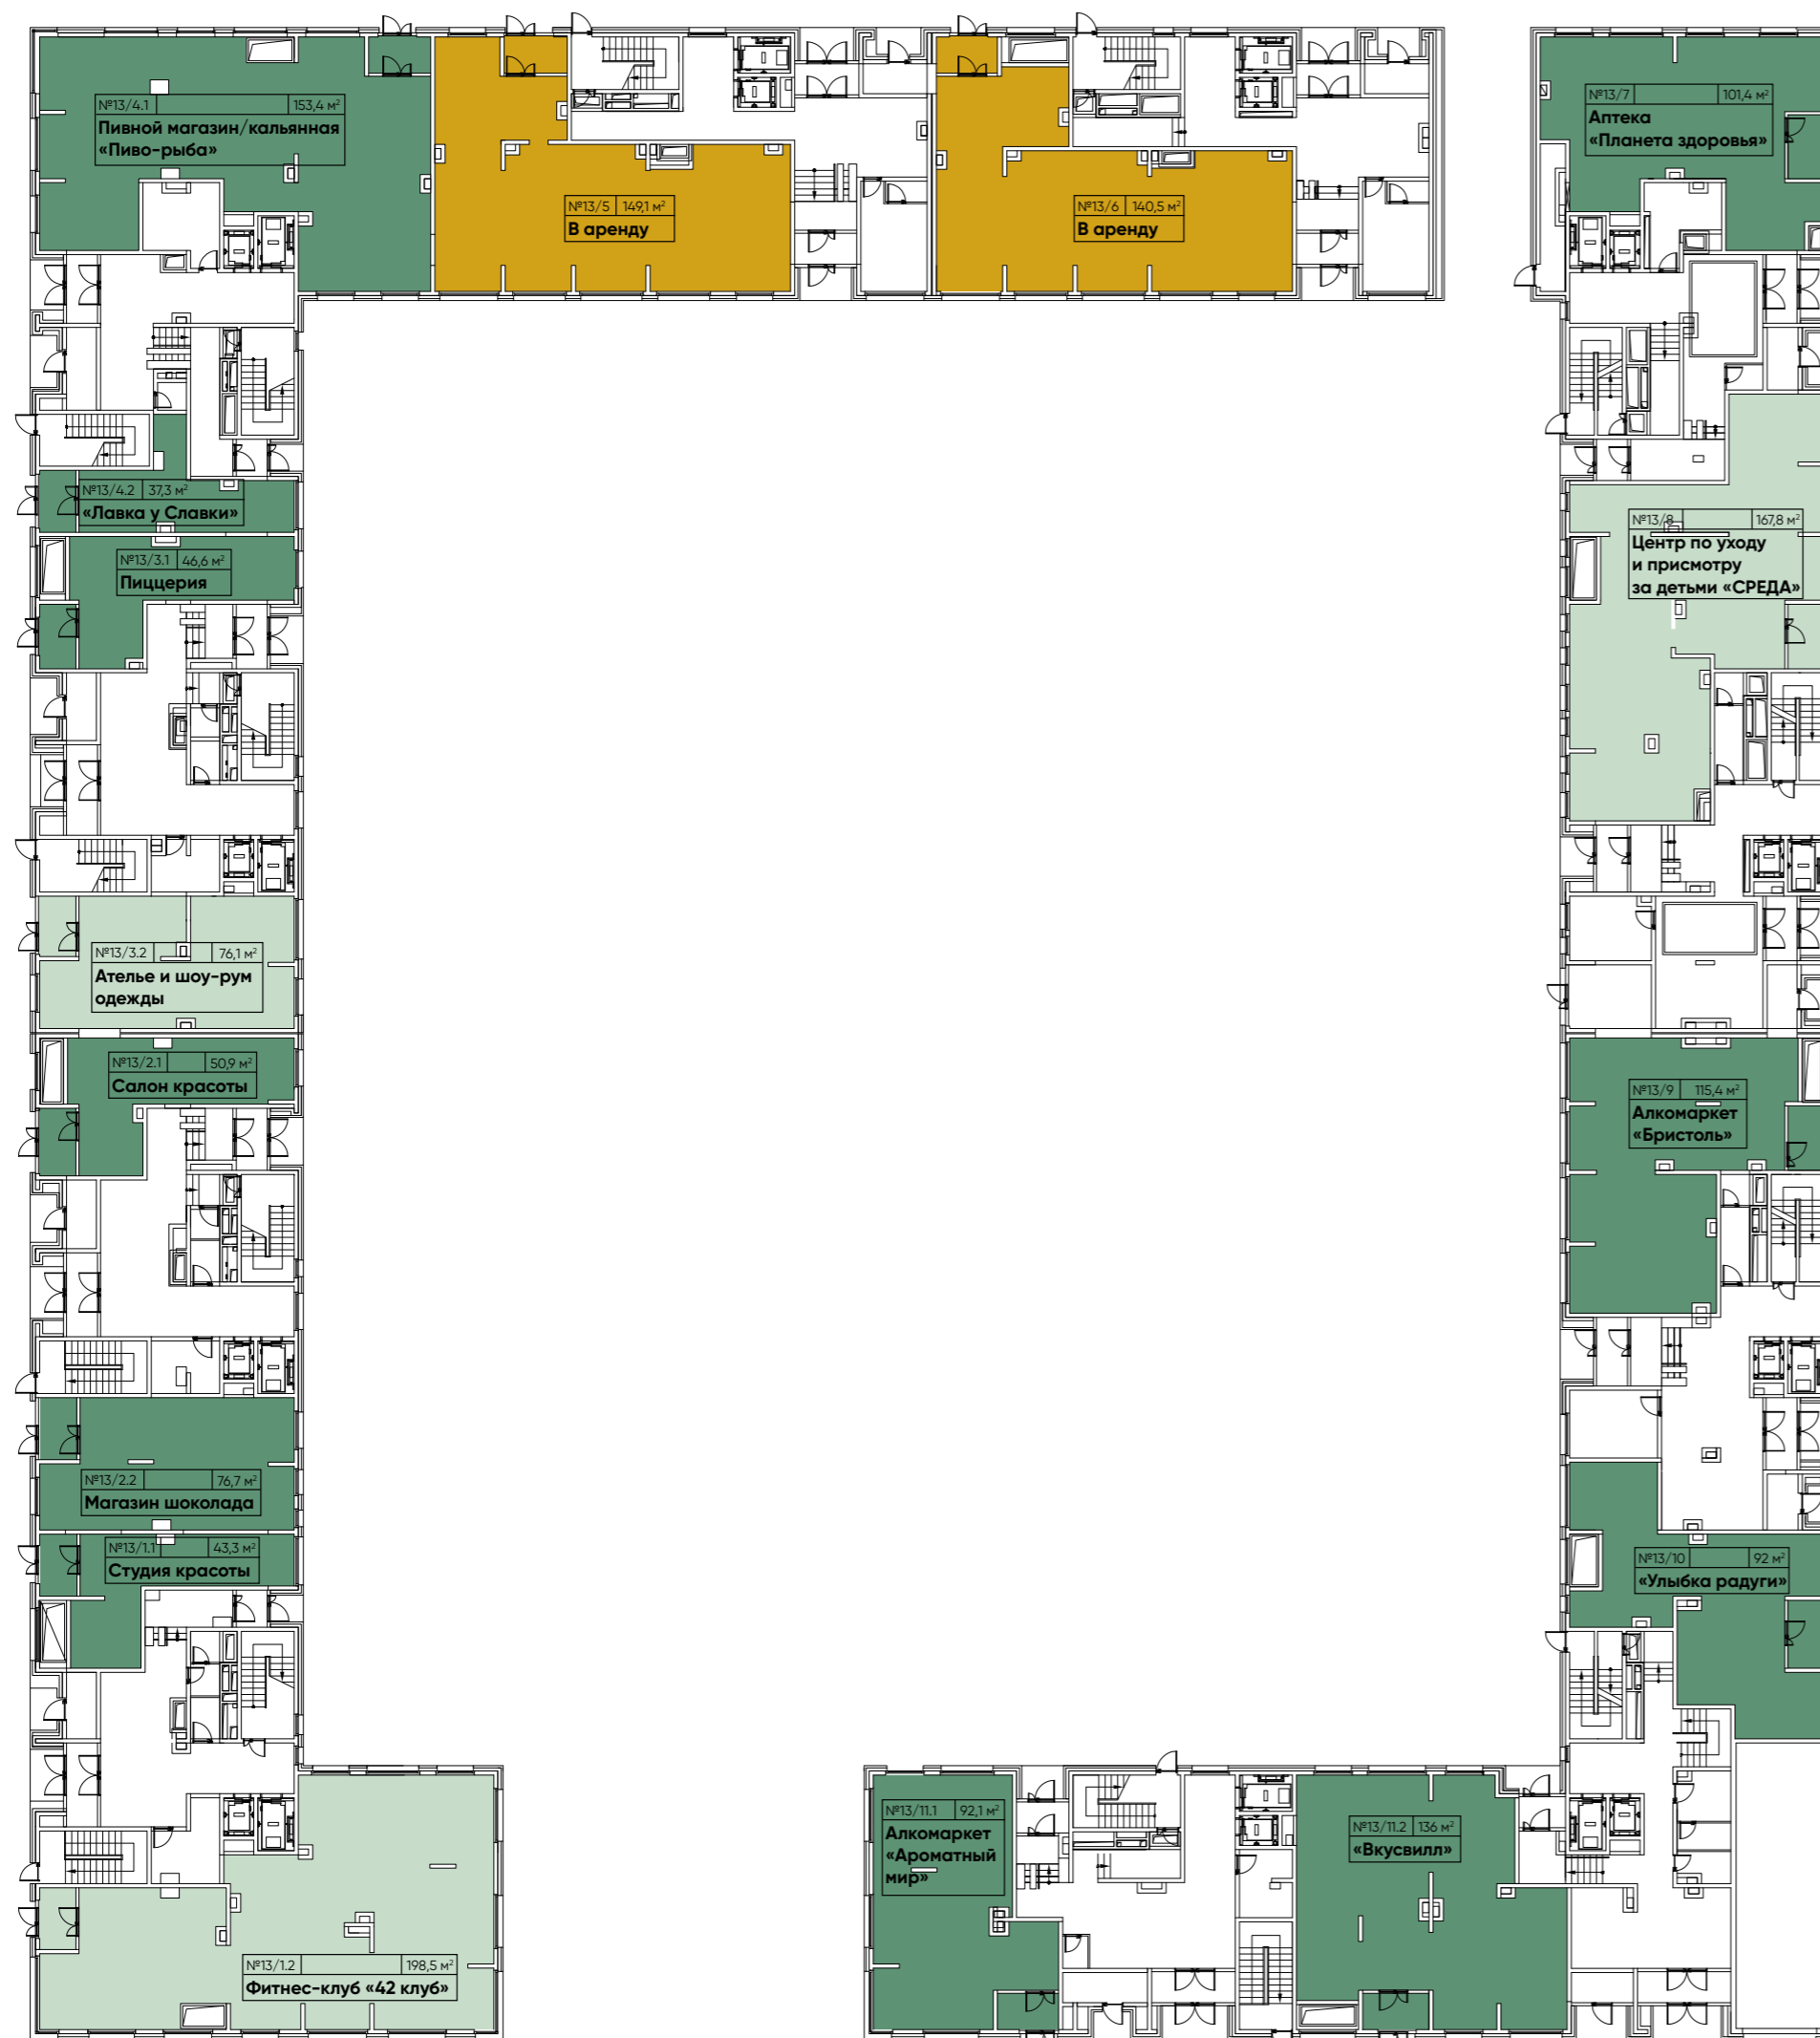 №13/4.1 153,4 м²
Пивной магазин/кальянная
«Пиво-рыба»
№13/5 149,1 м²
В аренду
№13/6 140,5 м²
В аренду
№13/7 101,4 м²
Аптека
«Планета здоровья»
№13/4.2 37,3 м²
«Лавка у Славки»
№13/3.1 46,6 м²
Пиццерия
№13/8 167,8 м²
Центр по уходу
и присмотру
за детьми «СРЕДА»
№13/3.2 76,1 м²
Ателье и шоу-рум
одежды
№13/2.1 50,9 м²
Салон красоты
№13/9 115,4 м²
Алкомаркет
«Бристоль»
№13/2.2 76,7 м²
Магазин шоколада
№13/1.1 43,3 м²
Студия красоты
№13/10 92 м²
«Улыбка радуги»
№13/11.1 92,1 м²
Алкомаркет
«Ароматный
мир»
№13/11.2 136 м²
«Вкусвилл»
№13/1.2 198,5 м²
Фитнес-клуб «42 клуб»